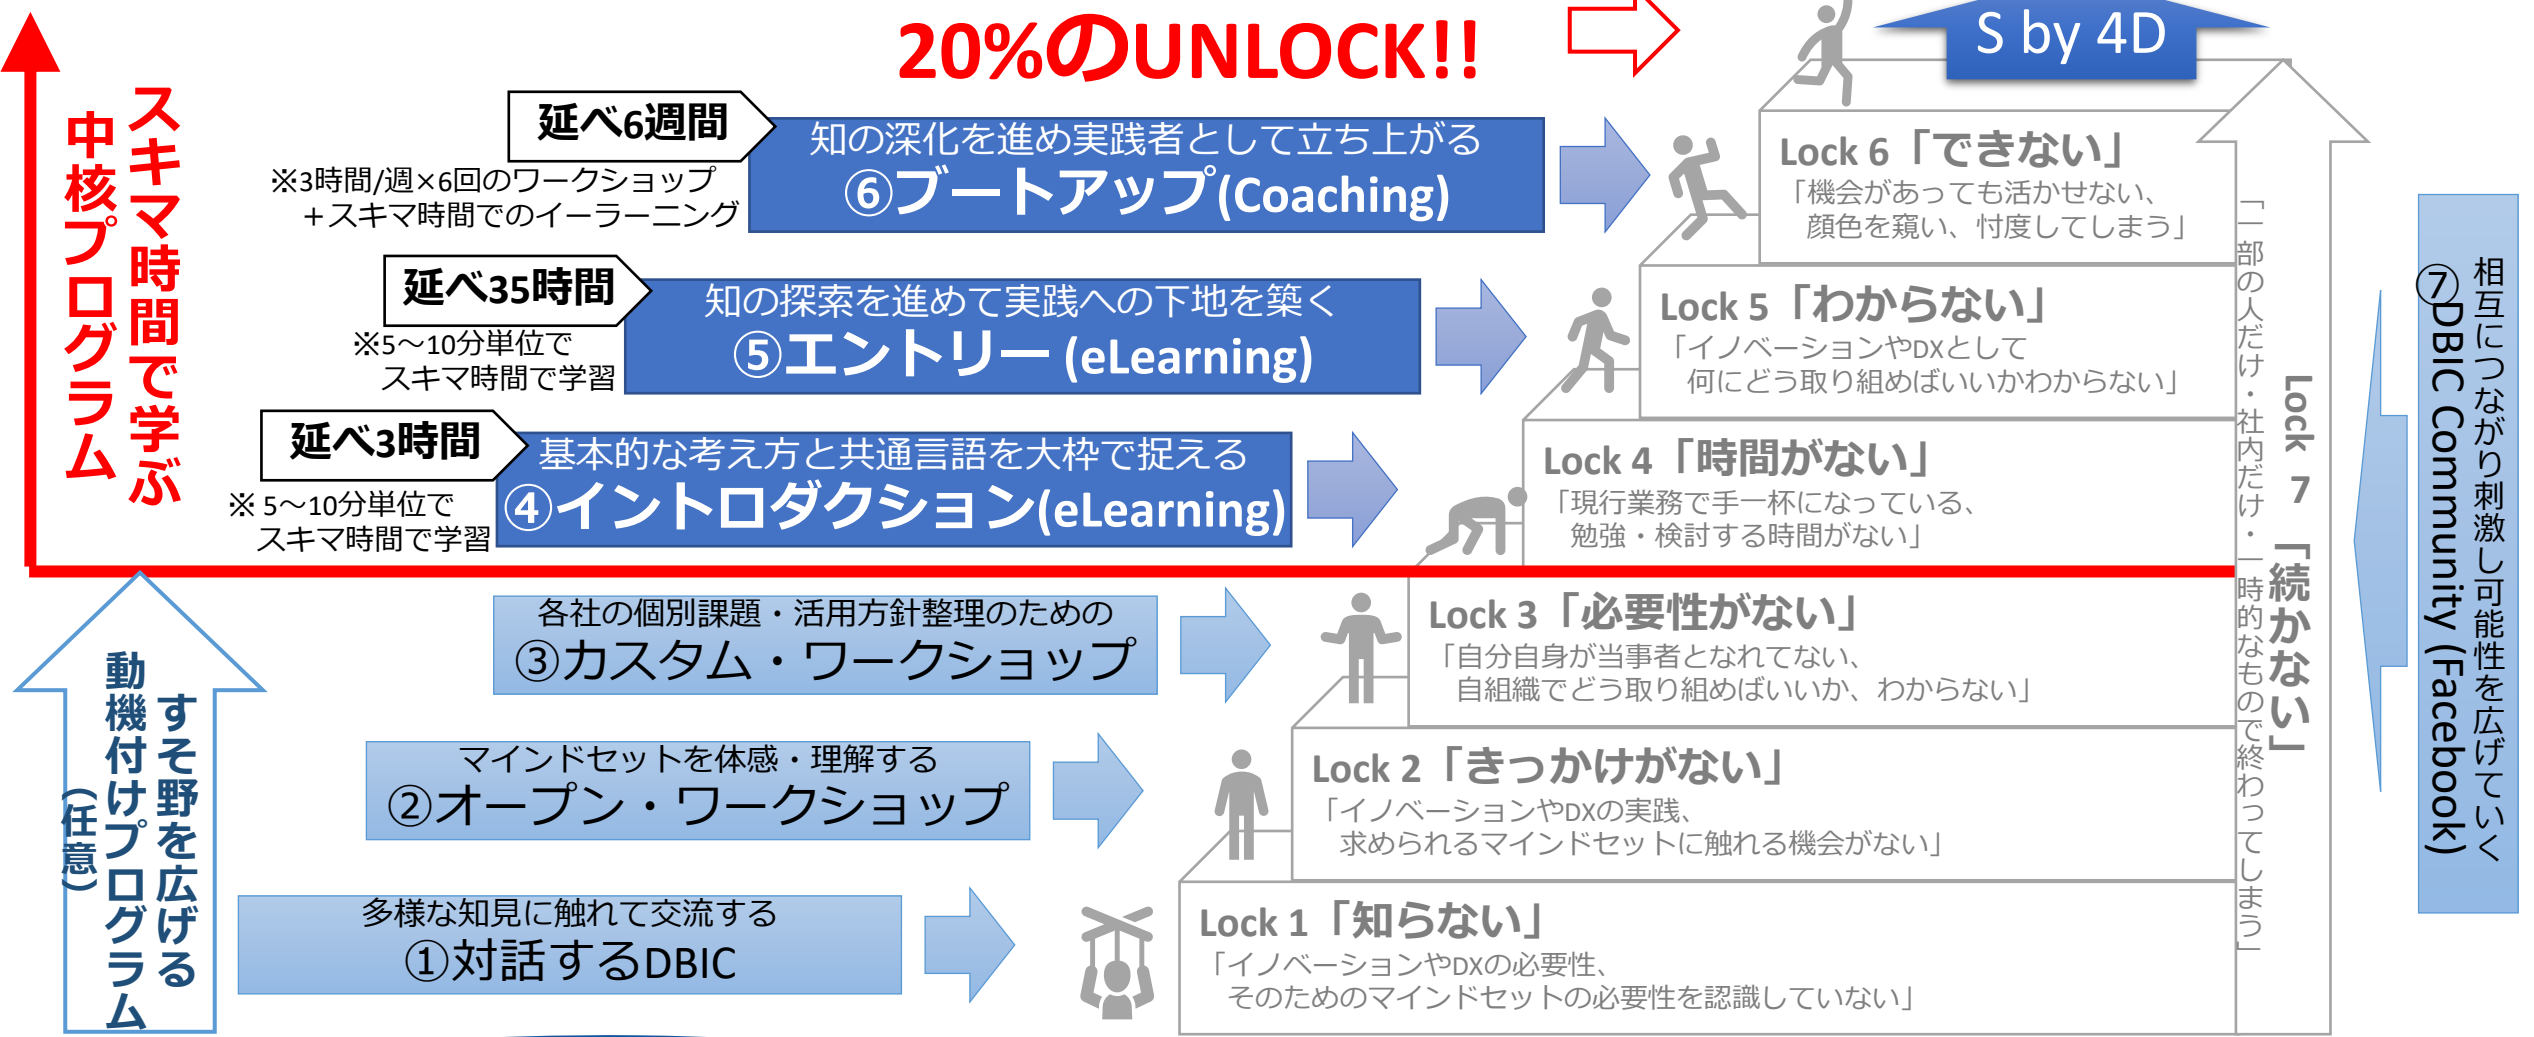 20%のUNLOCK!!
S by 4D
スキマ時間で学ぶ
中核プログラム
延べ6週間
※3時間/週×6回のワークショップ
+スキマ時間でのイーラーニング
知の深化を進め実践者として立ち上がる
⑥ブートアップ(Coaching)
Lock 6「できない」
「機会があっても活かせない、
顔色を窺い、忖度してしまう」
延べ35時間
※5～10分単位で
スキマ時間で学習
知の探索を進めて実践への下地を築く
⑤エントリー (eLearning)
Lock 5「わからない」
「イノベーションやDXとして
何にどう取り組めばいいかわからない」
延べ3時間
※ 5～10分単位で
スキマ時間で学習
基本的な考え方と共通言語を大枠で捉える
④イントロダクション(eLearning)
Lock 4「時間がない」
「現行業務で手一杯になっている、
勉強・検討する時間がない」
すそ野を広げる
動機付けプログラム
（任意）
各社の個別課題・活用方針整理のための
③カスタム・ワークショップ
Lock 3「必要性がない」
「自分自身が当事者となれてない、
自組織でどう取り組めばいいか、わからない」
マインドセットを体感・理解する
②オープン・ワークショップ
Lock 2「きっかけがない」
「イノベーションやDXの実践、
求められるマインドセットに触れる機会がない」
多様な知見に触れて交流する
①対話するDBIC
Lock 1「知らない」
「イノベーションやDXの必要性、
そのためのマインドセットの必要性を認識していない」
Lock 7「続かない」
「一部の人だけ・社内だけ・一時的なもので終わってしまう」
相互につながり刺激し可能性を広げていく
⑦DBIC Community (Facebook)